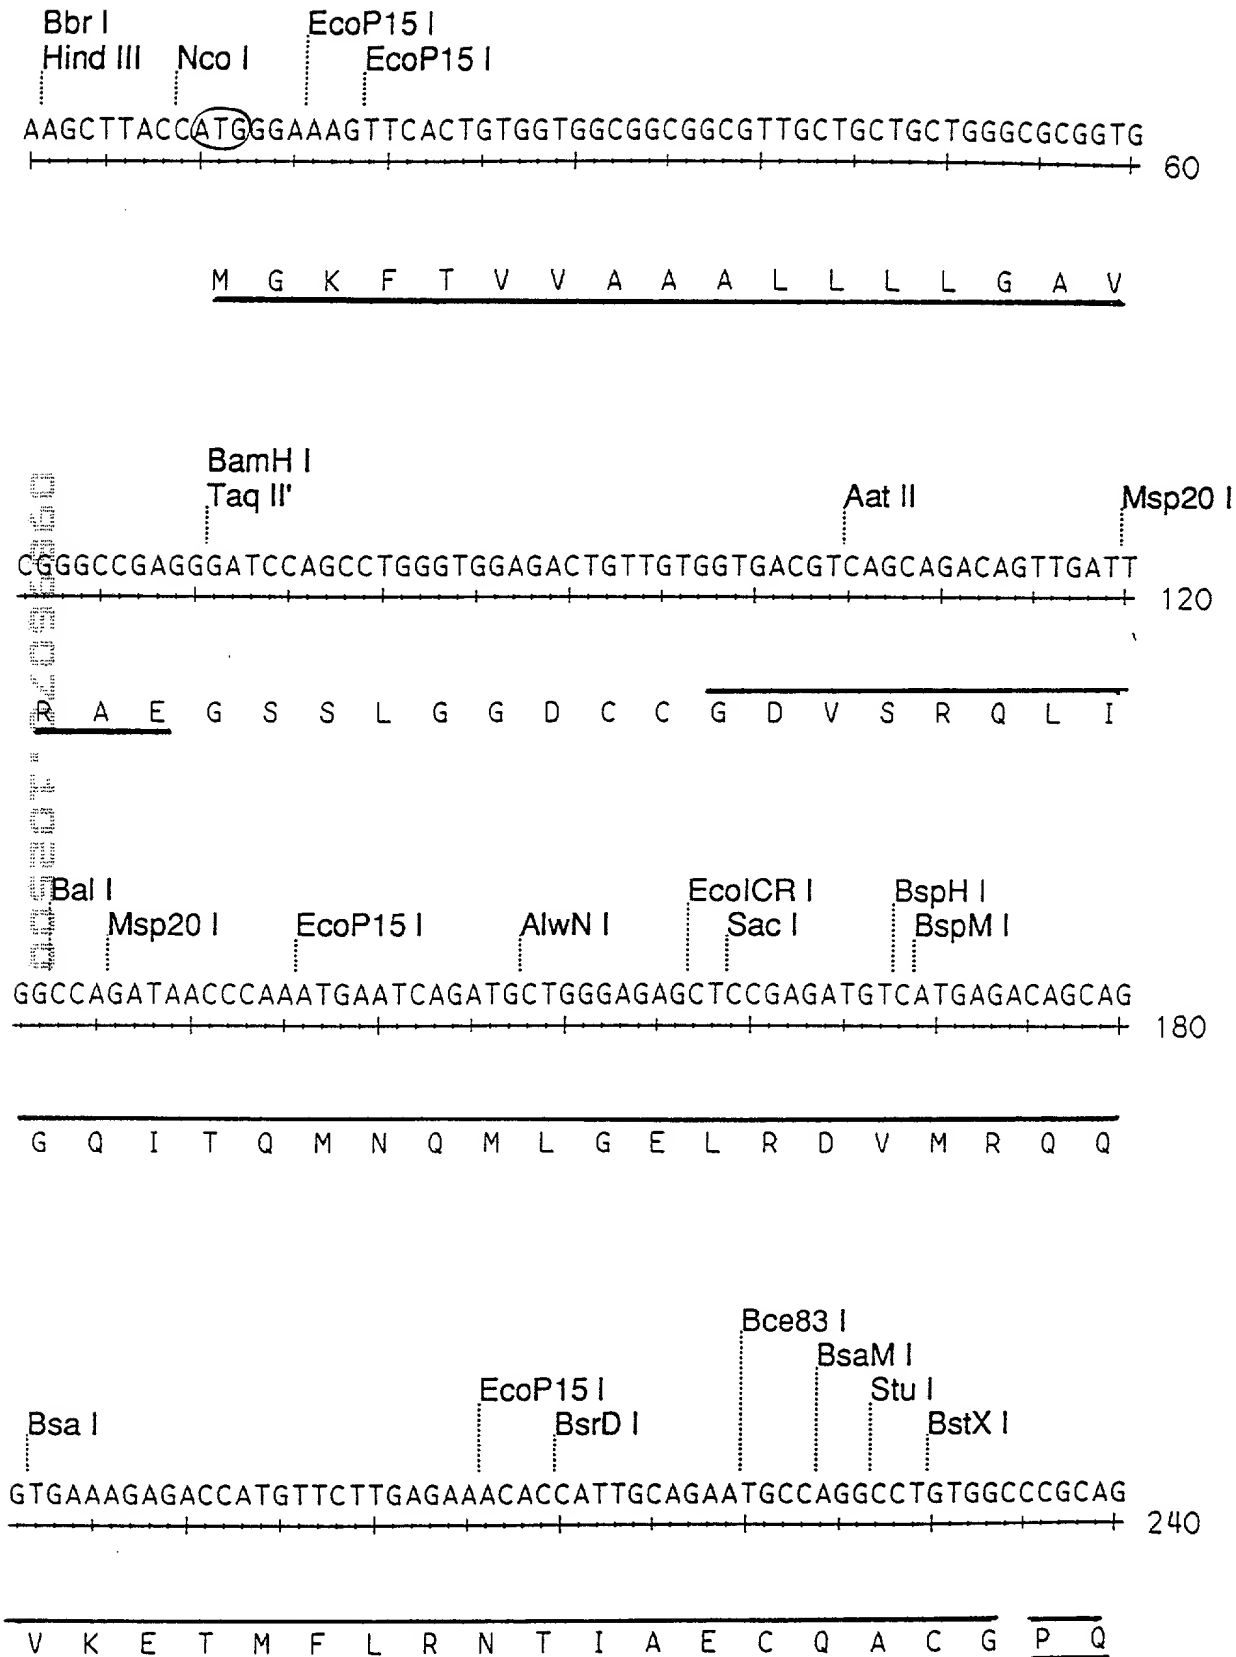 Bbr I EcoP15 I
Hind III Nco I EcoP15 I
AAGCTTACCATGGGAAAGTTCACTGTGGTGGCGGCGGCGTTGCTGCTGCTGGGCGCGGTG
60
M G K F T V V A A A L L L L G A V
BamH I
Taq II' Aat II Msp20 I
CGGGCCGAGGGATCCAGCCTGGGTGGAGACTGTTGTGGTGACGTCAGCAGACAGTTGATT
120
R A E G S S L G G D C C G D V S R Q L I
Bal I EcoICR I BspH I
Msp20 I EcoP15 I AlwN I Sac I BspM I
GGCCAGATAACCCAAATGAATCAGATGCTGGGAGAGCTCCGAGATGTCATGAGACAGCAG
180
G Q I T Q M N Q M L G E L R D V M R Q Q
Bce83 I
BsaM I
EcoP15 I Stu I
Bsa I BsrD I BstX I
GTGAAAGAGACCATGTTCTTGAGAAACACCATTGCAGAATGCCAGGCCTGTGGCCCGCAG
240
V K E T M F L R N T I A E C Q A C G P Q